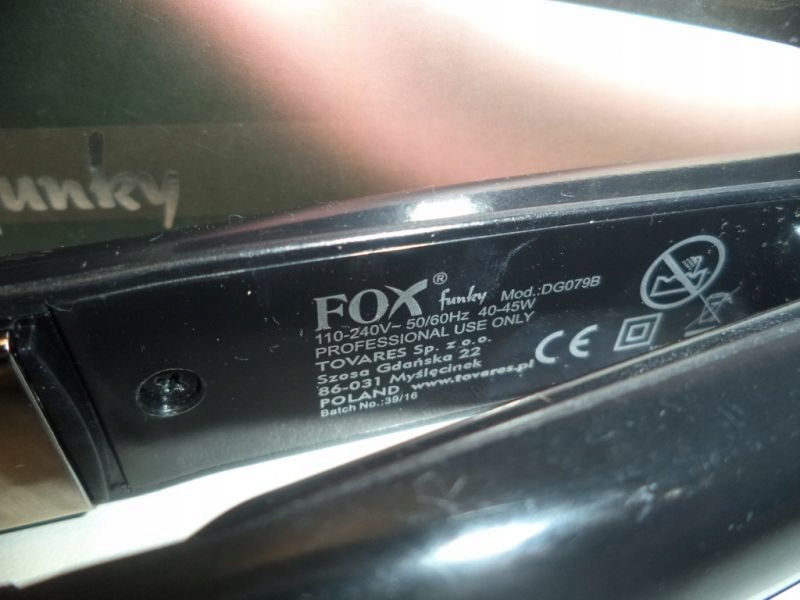 funky
FOX® funky Mod.:DG079B
110-240V~ 50/60Hz 40-45W
PROFESSIONAL USE ONLY
TOVARES Sp. z o.o.
Szosa Gdańska 22
86-031 Myślęcinek
POLAND, www.tovares.pl
Batch No.:39/16
CE